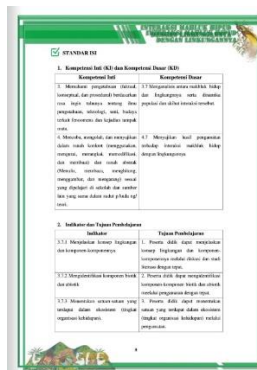 INTERAKSI MAKHLUK HIDUP
DENGAN LINGKUNGANNYA
STANDAR ISI
1. Kompetensi Inti (KI) dan Kompetensi Dasar (KD)
Kompetensi Inti
Kompetensi Dasar
3. Memahami pengetahuan (faktual,
konseptual, dan prosedural) berdasarkan
rasa ingin tahunya tentang ilmu
pengetahuan, teknologi, seni, budaya
terkait fenomena dan kejadian tampak
mata.
3.7 Menganalisis antara makhluk hidup
dan lingkungannya serta dinamika
populasi dan akibat interaksi tersebut
4. Mencoba, mengolah, dan menyajikan
dalam ranah konkret (menggunakan,
mengurai, merangkai, memodifikasi,
dan membuat) dan ranah abstrak
(Menulis, membaca, menghitung,
menggambar, dan mengarang) sesuai
yang dipelajari di sekolah dan sumber
lain yang sama dalam sudut
4.7 Menyajikan hasil pengamatan
terhadap interaksi makhluk hidup
dengan lingkungannya.
2. Indikator dan Tujuan Pembelajaran
Indikator
Tujuan Pembelajaran
3.7.1 Menjelaskan konsep lingkungan
dan komponen-komponennya
1. Peserta didik dapat menjelaskan
konsep lingkungan dan komponen-
komponennya melalui diskusi dan studi
literatur dengan tepat.
3.7.2 Mengidentifikasi komponen biotik
dan abiotik
2. Peserta didik dapat mengidentifikasi
komponen-komponen biotik dan abiotik
melalui pengamatan dengan tepat.
3.7.3 Menentukan satuan-satuan yang
terdapat dalam ekosistem (tingkat
organisasi kehidupan).
3. Peserta didik dapat menentukan
satuan yang terdapat dalam ekosistem
(tingkat organisasi kehidupan) melalui
pengamatan.